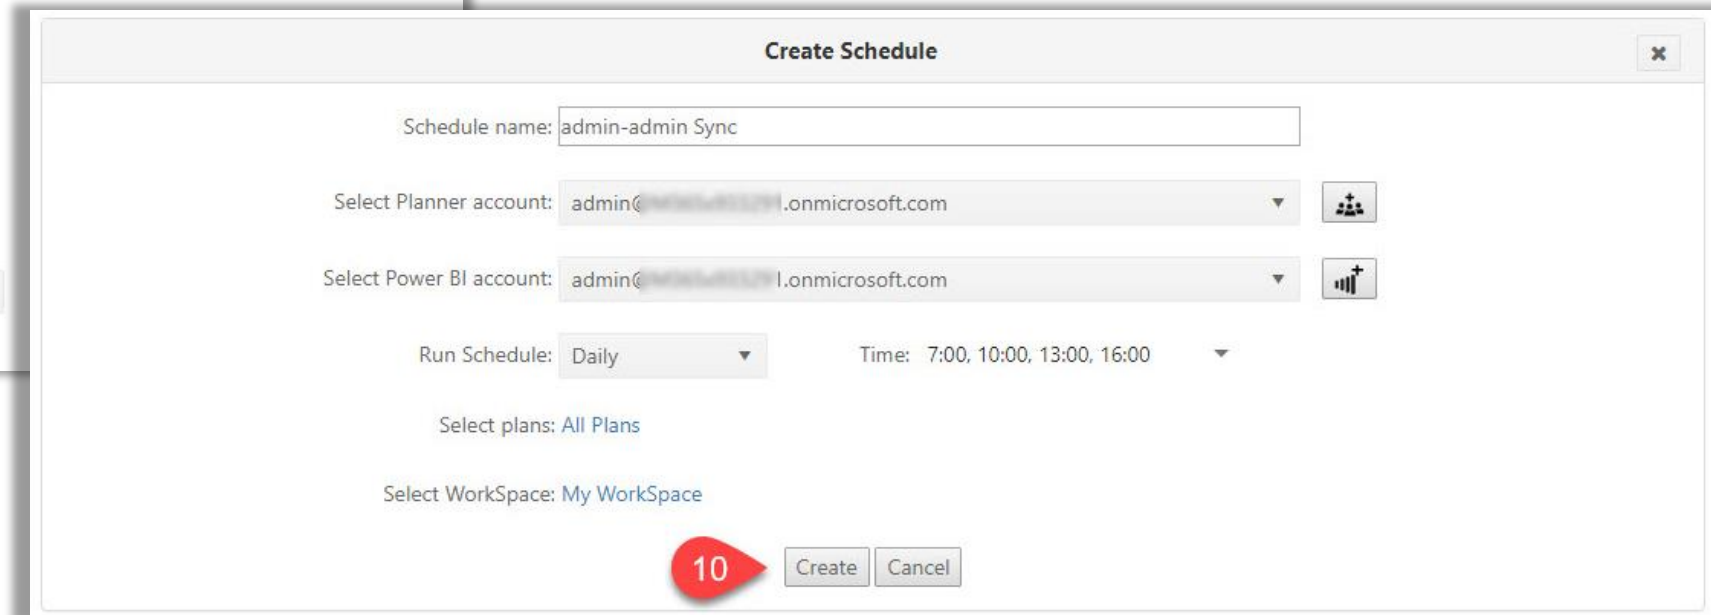 Create Schedule
Schedule name: admin-admin Sync
Select Planner account: admin@ .onmicrosoft.com
Select Power BI account: admin@ .onmicrosoft.com
Run Schedule: Daily Time: 7:00, 10:00, 13:00, 16:00
Select plans: All Plans
Select WorkSpace: My WorkSpace
10 Create Cancel